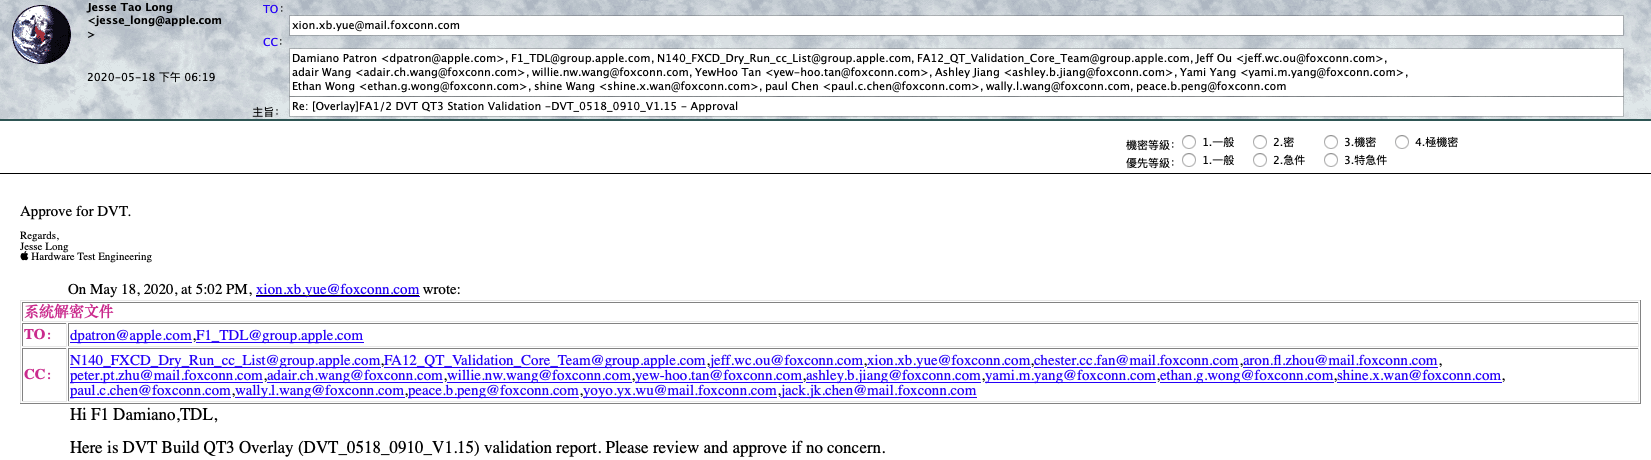 Jesse Tao Long
<jesse_long@apple.com
>
2020-05-18 下午 06:19
TO:
xion.xb.yue@mail.foxconn.com
CC:
Damiano Patron <dpatron@apple.com>, F1_TDL@group.apple.com, N140_FXCD_Dry_Run_cc_List@group.apple.com, FA12_QT_Validation_Core_Team@group.apple.com, Jeff Ou <jeff.wc.ou@foxconn.com>,
adair Wang <adair.ch.wang@foxconn.com>, willie.nw.wang@foxconn.com, YewHoo Tan <yew-hoo.tan@foxconn.com>, Ashley Jiang <ashley.b.jiang@foxconn.com>, Yami Yang <yami.m.yang@foxconn.com>,
Ethan Wong <ethan.g.wong@foxconn.com>, shine Wang <shine.x.wan@foxconn.com>, paul Chen <paul.c.chen@foxconn.com>, wally.l.wang@foxconn.com, peace.b.peng@foxconn.com
主旨:
Re: [Overlay]FA1/2 DVT QT3 Station Validation -DVT_0518_0910_V1.15 - Approval
機密等級: 1.一般 2.密 3.機密 4.極機密
優先等級: 1.一般 2.急件 3.特急件
Approve for DVT.
Regards,
Jesse Long
Hardware Test Engineering
On May 18, 2020, at 5:02 PM, xion.xb.yue@foxconn.com wrote:
系統解密文件
TO: dpatron@apple.com,F1_TDL@group.apple.com
CC: N140_FXCD_Dry_Run_cc_List@group.apple.com,FA12_QT_Validation_Core_Team@group.apple.com,jeff.wc.ou@foxconn.com,xion.xb.yue@foxconn.com,chester.cc.fan@mail.foxconn.com,aron.fl.zhou@mail.foxconn.com,
peter.pt.zhu@mail.foxconn.com,adair.ch.wang@foxconn.com,willie.nw.wang@foxconn.com,yew-hoo.tan@foxconn.com,ashley.b.jiang@foxconn.com,yami.m.yang@foxconn.com,ethan.g.wong@foxconn.com,shine.x.wan@foxconn.com,
paul.c.chen@foxconn.com,wally.l.wang@foxconn.com,peace.b.peng@foxconn.com,yoyo.yx.wu@mail.foxconn.com,jack.jk.chen@mail.foxconn.com
Hi F1 Damiano,TDL,
Here is DVT Build QT3 Overlay (DVT_0518_0910_V1.15) validation report. Please review and approve if no concern.